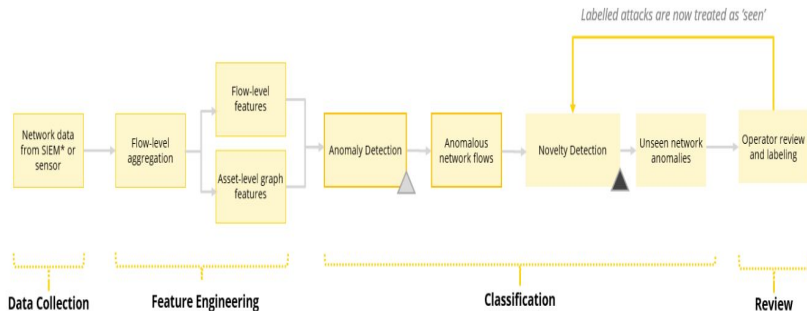 Labelled attacks are now treated as 'seen'
Flow-level
features
Network data
from SIEM* or
sensor
Flow-level
aggregation
Asset-level graph
features
Anomaly Detection
Anomalous
network flows
Novelty Detection
Unseen network
anomalies
Operator review
and labeling
Data Collection
Feature Engineering
Classification
Review